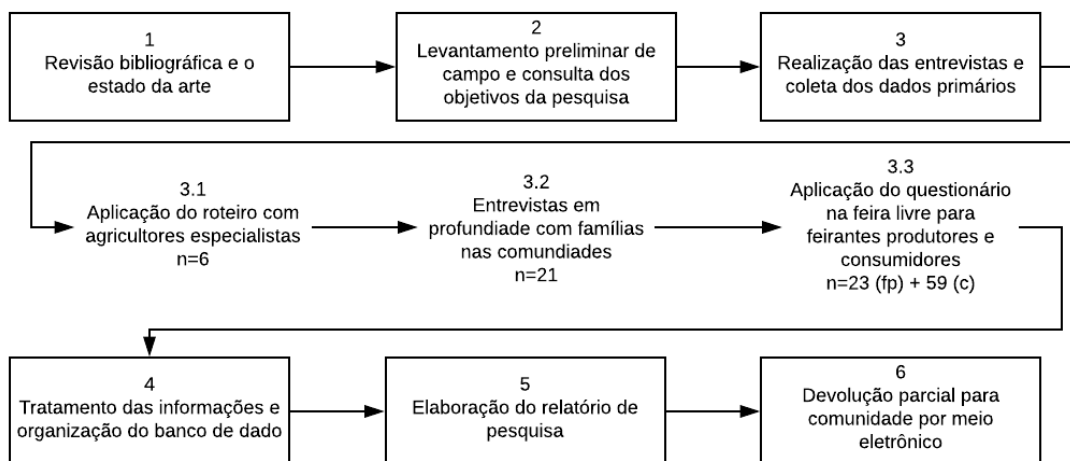 1
Revisão bibliográfica e o
estado da arte
2
Levantamento preliminar de
campo e consulta dos
objetivos da pesquisa
3
Realização das entrevistas e
coleta dos dados primários
3.1
Aplicação do roteiro com
agricultores especialistas
n=6
3.2
Entrevistas em
profundiade com famílias
nas comundiades
n=21
3.3
Aplicação do questionário
na feira livre para
feirantes produtores e
consumidores
n=23 (fp) + 59 (c)
4
Tratamento das informações e
organização do banco de dado
5
Elaboração do relatório de
pesquisa
6
Devolução parcial para
comunidade por meio
eletrônico